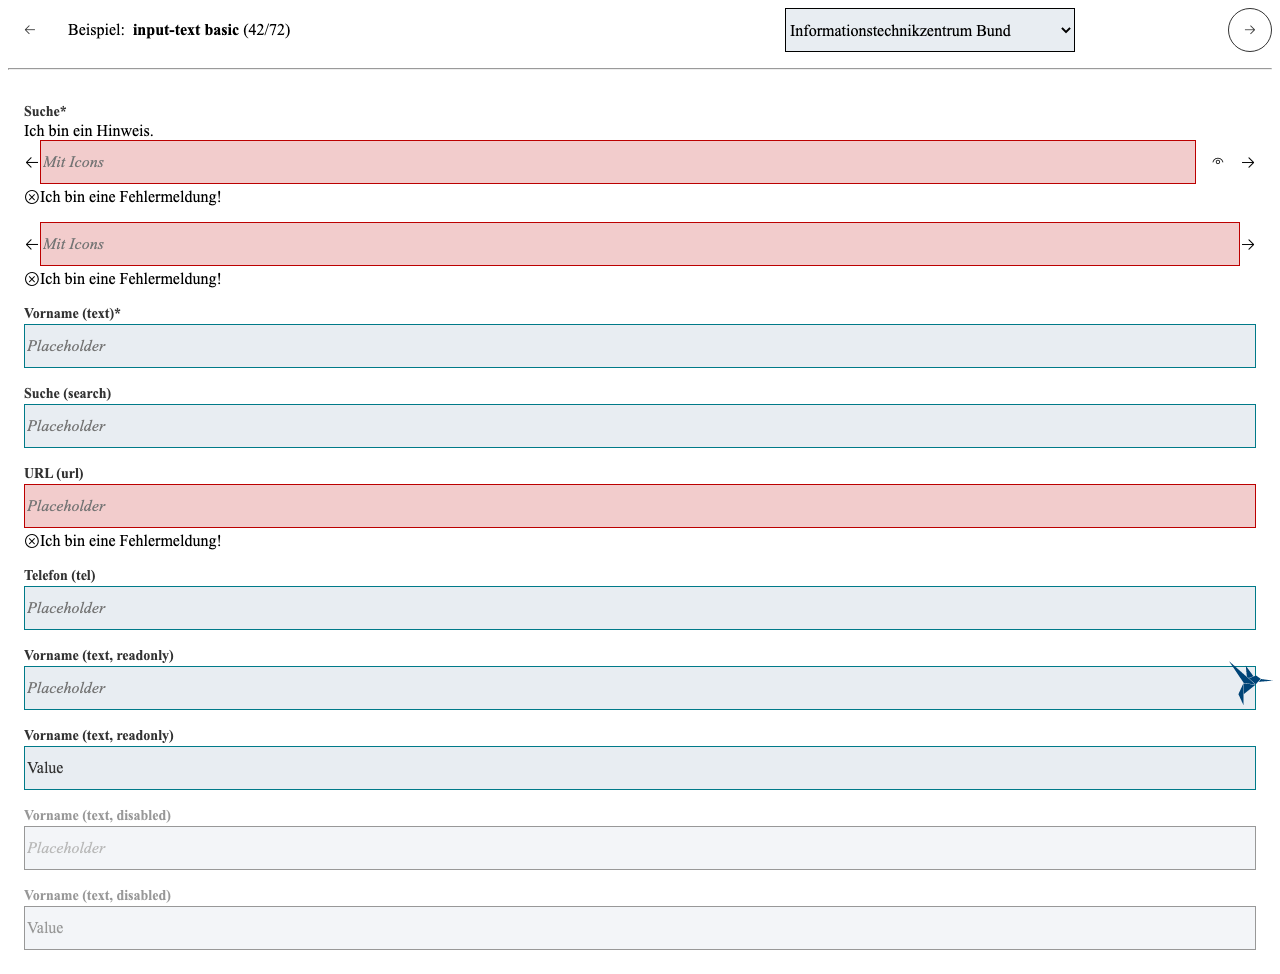 Beispiel: input-text basic (42/72)
Informationstechnikzentrum Bund
Suche*
Ich bin ein Hinweis.
Mit Icons
Ich bin eine Fehlermeldung!
Mit Icons
Ich bin eine Fehlermeldung!
Vorname (text)*
Placeholder
Suche (search)
Placeholder
URL (url)
Placeholder
Ich bin eine Fehlermeldung!
Telefon (tel)
Placeholder
Vorname (text, readonly)
Placeholder
Vorname (text, readonly)
Value
Vorname (text, disabled)
Placeholder
Vorname (text, disabled)
Value